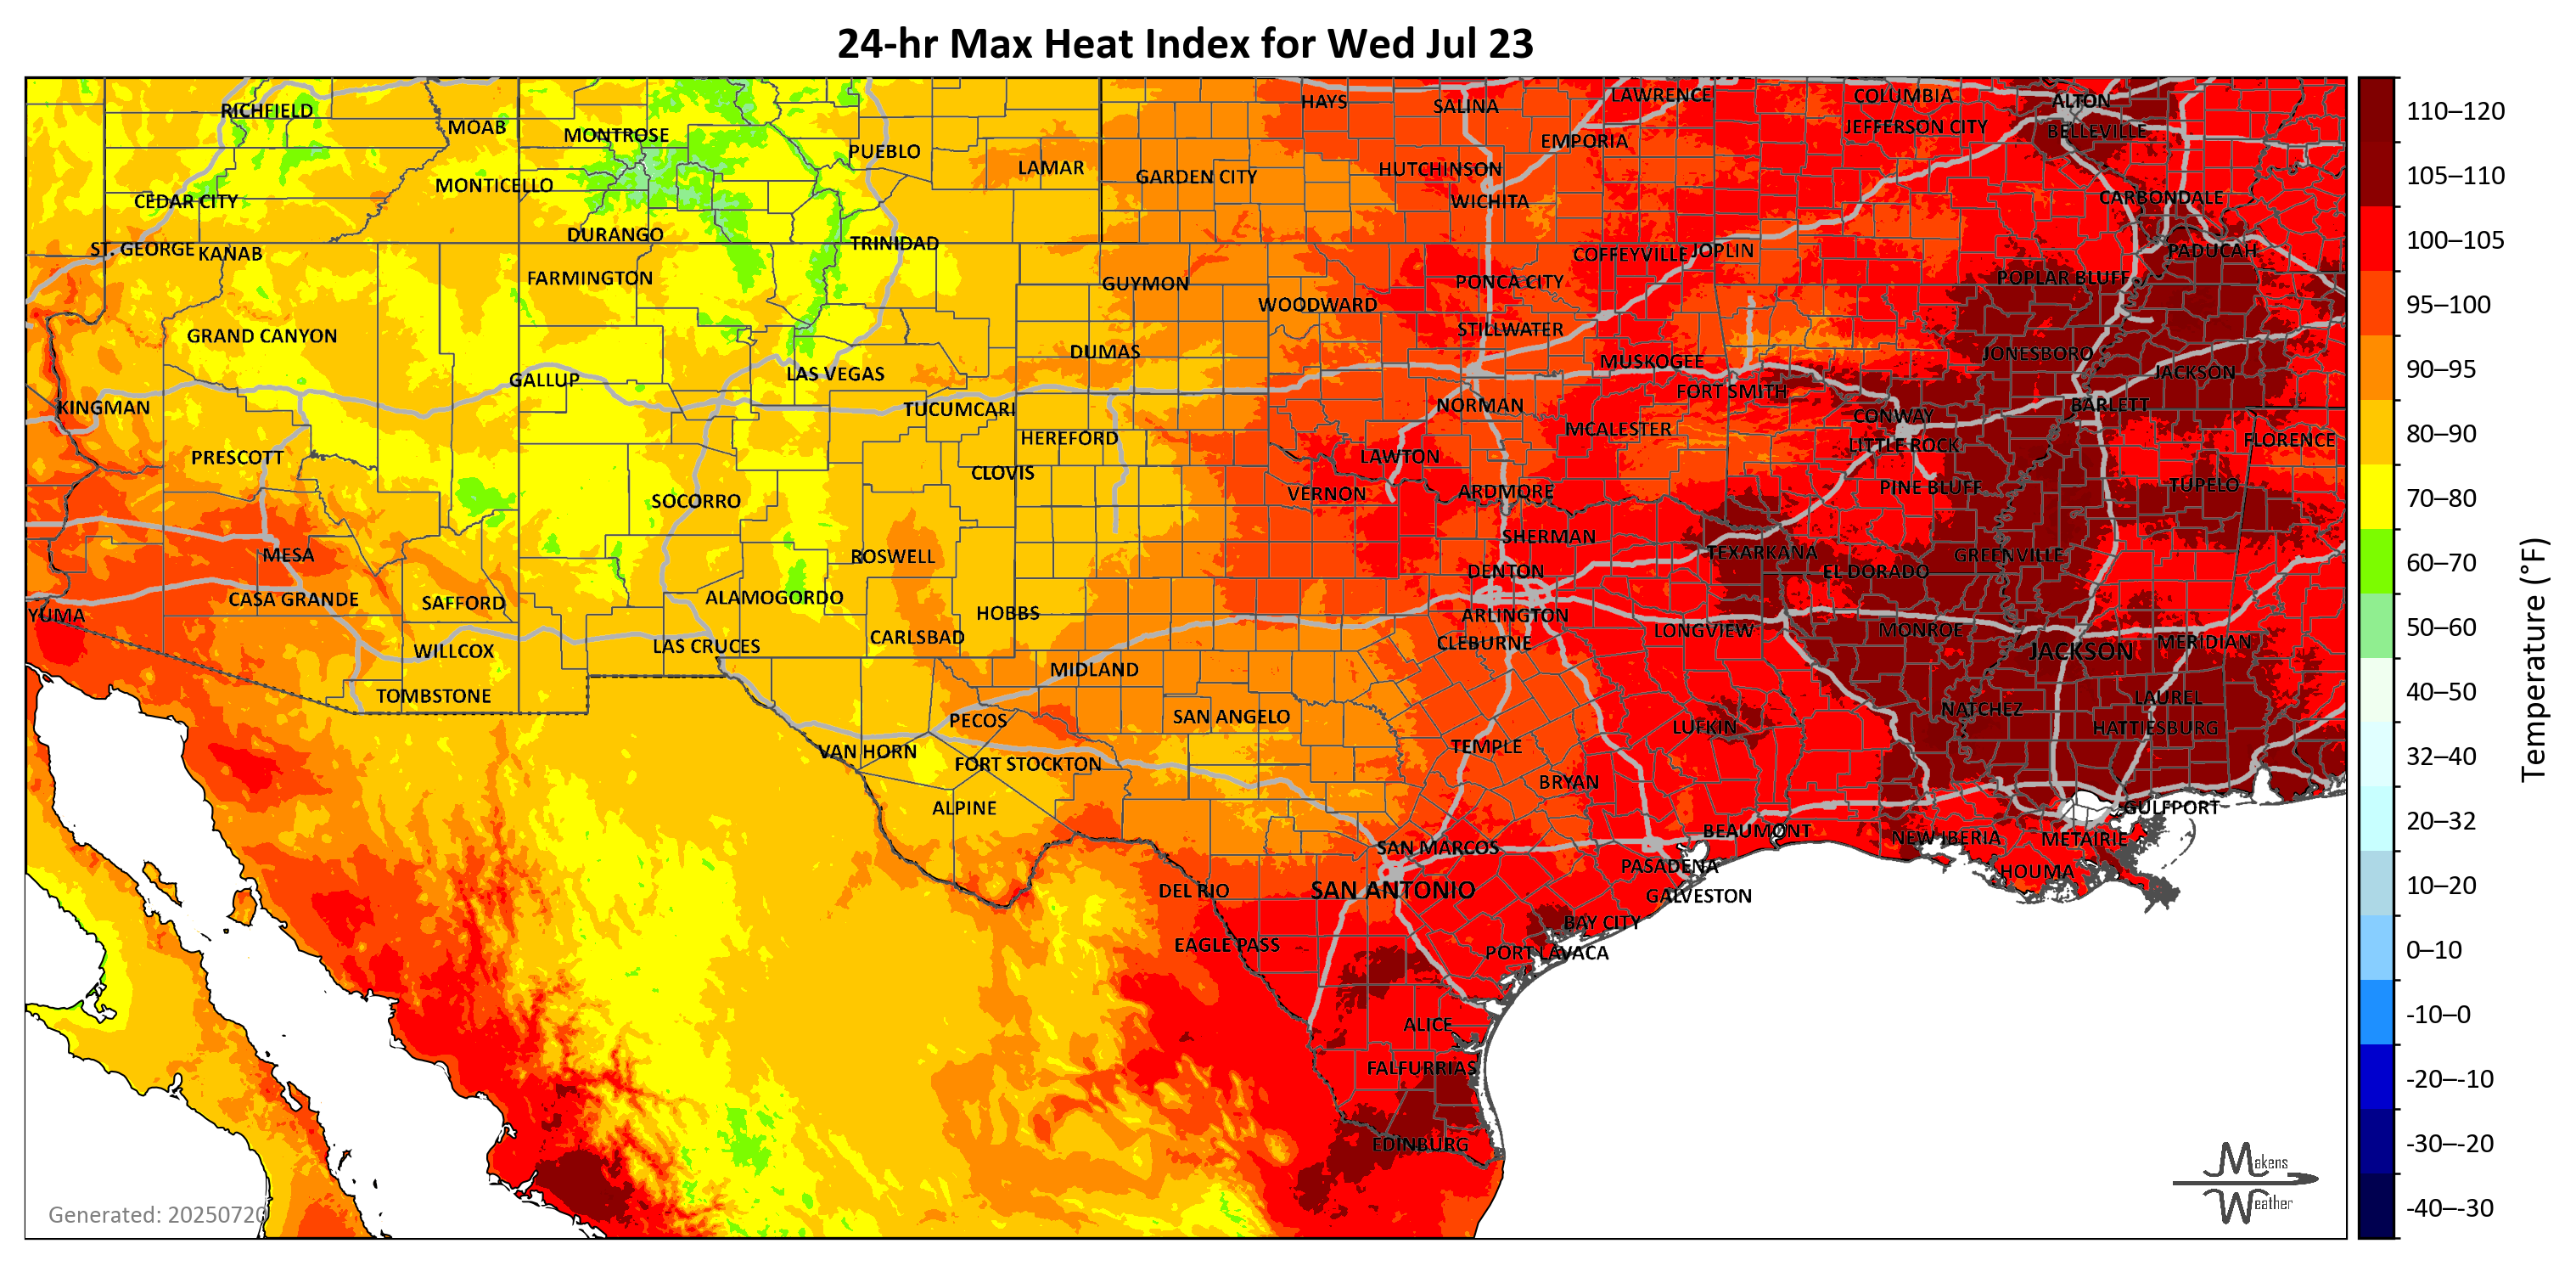 24-hr Max Heat Index for Wed Jul 23
RICHFIELD
MOAB
MONTROSE
PUEBLO
LAMAR
HAYS
SALINA
LAWRENCE
COLUMBIA
ALTON
EMPORIA
JEFFERSON CITY
BELLEVILLE
MONTICELLO
GARDEN CITY
HUTCHINSON
CEDAR CITY
WICHITA
CARBONDALE
DURANGO
TRINIDAD
ST. GEORGE
KANAB
COFFEYVILLE
JOPLIN
PADUCAH
FARMINGTON
GUYMON
PONCA CITY
POPLAR BLUFF
WOODWARD
GRAND CANYON
STILLWATER
DUMAS
JONESBORO
MUSKOGEE
LAS VEGAS
GALLUP
JACKSON
FORT SMITH
KINGMAN
TUCUMCARI
NORMAN
BARLETT
CONWAY
MCALESTER
HEREFORD
LITTLE ROCK
FLORENCE
PRESCOTT
LAWTON
CLOVIS
SOCORRO
VERNON
ARDMORE
PINE BLUFF
TUPELO
SHERMAN
MESA
ROSWELL
TEXARKANA
GREENVILLE
DENTON
EL DORADO
CASA GRANDE
SAFFORD
ALAMOGORDO
HOBBS
YUMA
ARLINGTON
CARLSBAD
LONGVIEW
MONROE
LAS CRUCES
CLEBURNE
MERIDIAN
WILLCOX
JACKSON
MIDLAND
TOMBSTONE
LAUREL
PECOS
SAN ANGELO
NATCHEZ
LUFKIN
HATTIESBURG
VAN HORN
TEMPLE
FORT STOCKTON
BRYAN
ALPINE
GULFPORT
BEAUMONT
NEW IBERIA
METAIRIE
SAN MARCOS
PASADENA
HOUMA
DEL RIO
SAN ANTONIO
GALVESTON
BAY CITY
EAGLE PASS
PORT LAVACA
ALICE
FALFURRIAS
EDINBURG
Generated: 20250720
Makens
Weather
110–120
105–110
100–105
95–100
90–95
80–90
70–80
60–70
50–60
40–50
32–40
20–32
10–20
0–10
-10–0
-20–-10
-30–-20
-40–-30
Temperature (°F)